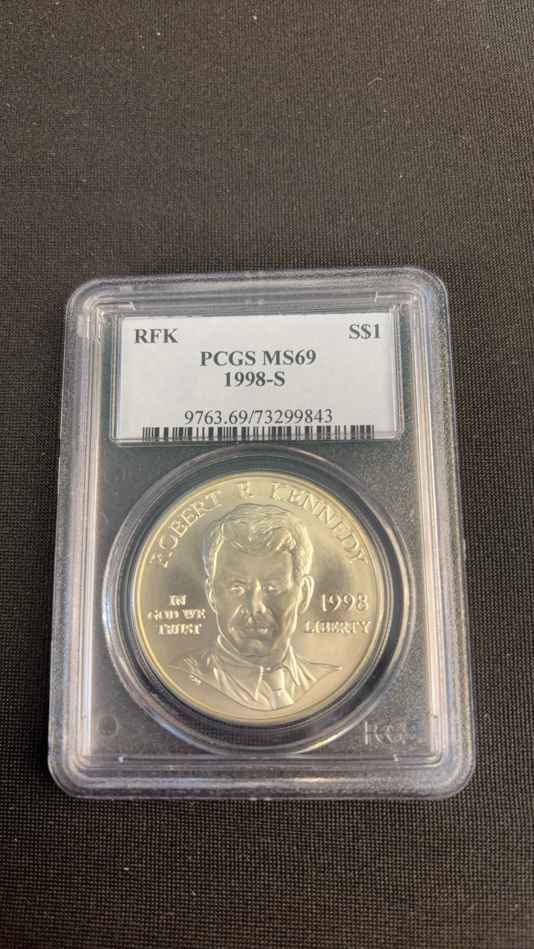 RFK S$1
PCGS MS69
1998-S
9763.69/73299843
ROBERT F. KENNEDY
IN
GOD WE
TRUST
1998
LIBERTY